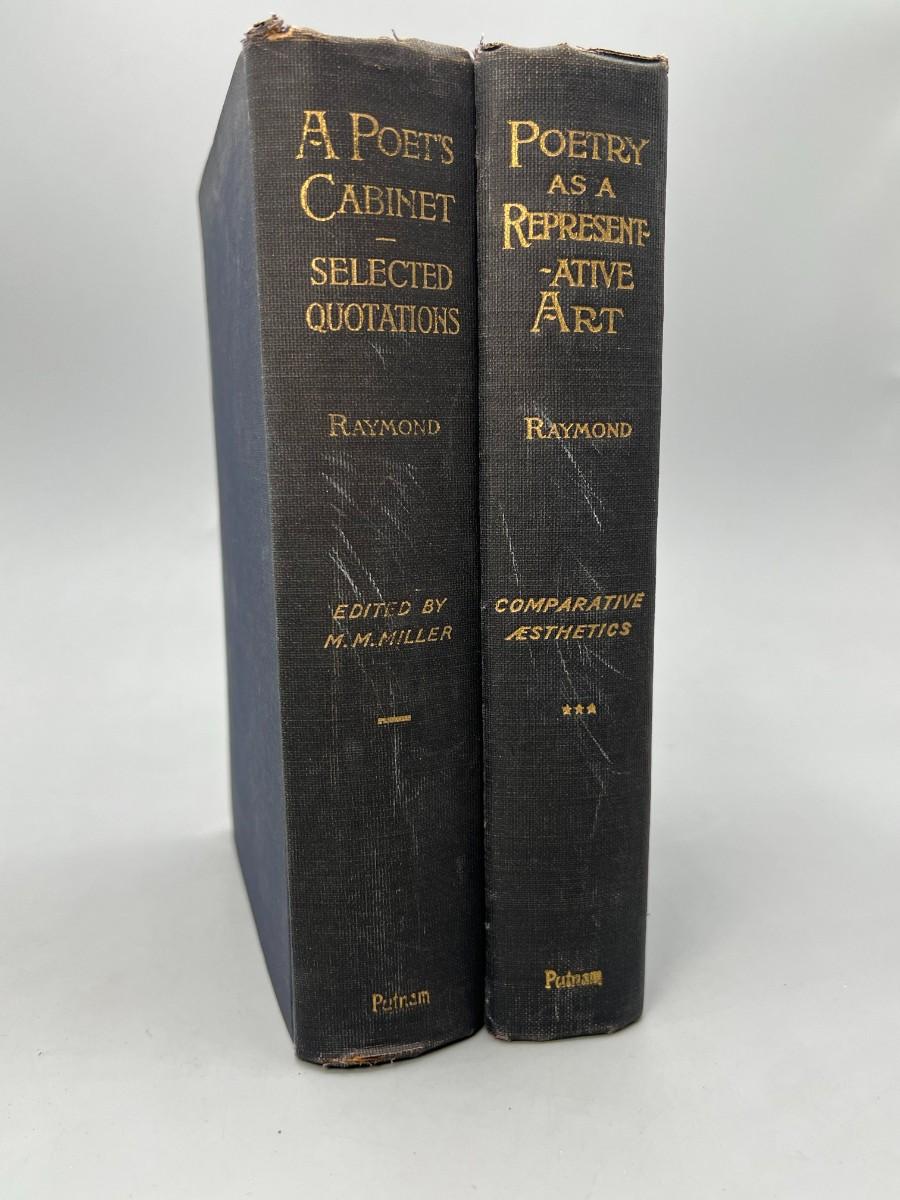 A POET'S
CABINET
—
SELECTED
QUOTATIONS
RAYMOND
EDITED BY
M. M. MILLER
Putnam
POETRY
AS A
REPRESENT-
-ATIVE
ART
RAYMOND
COMPARATIVE
ÆSTHETICS
***
Putnam